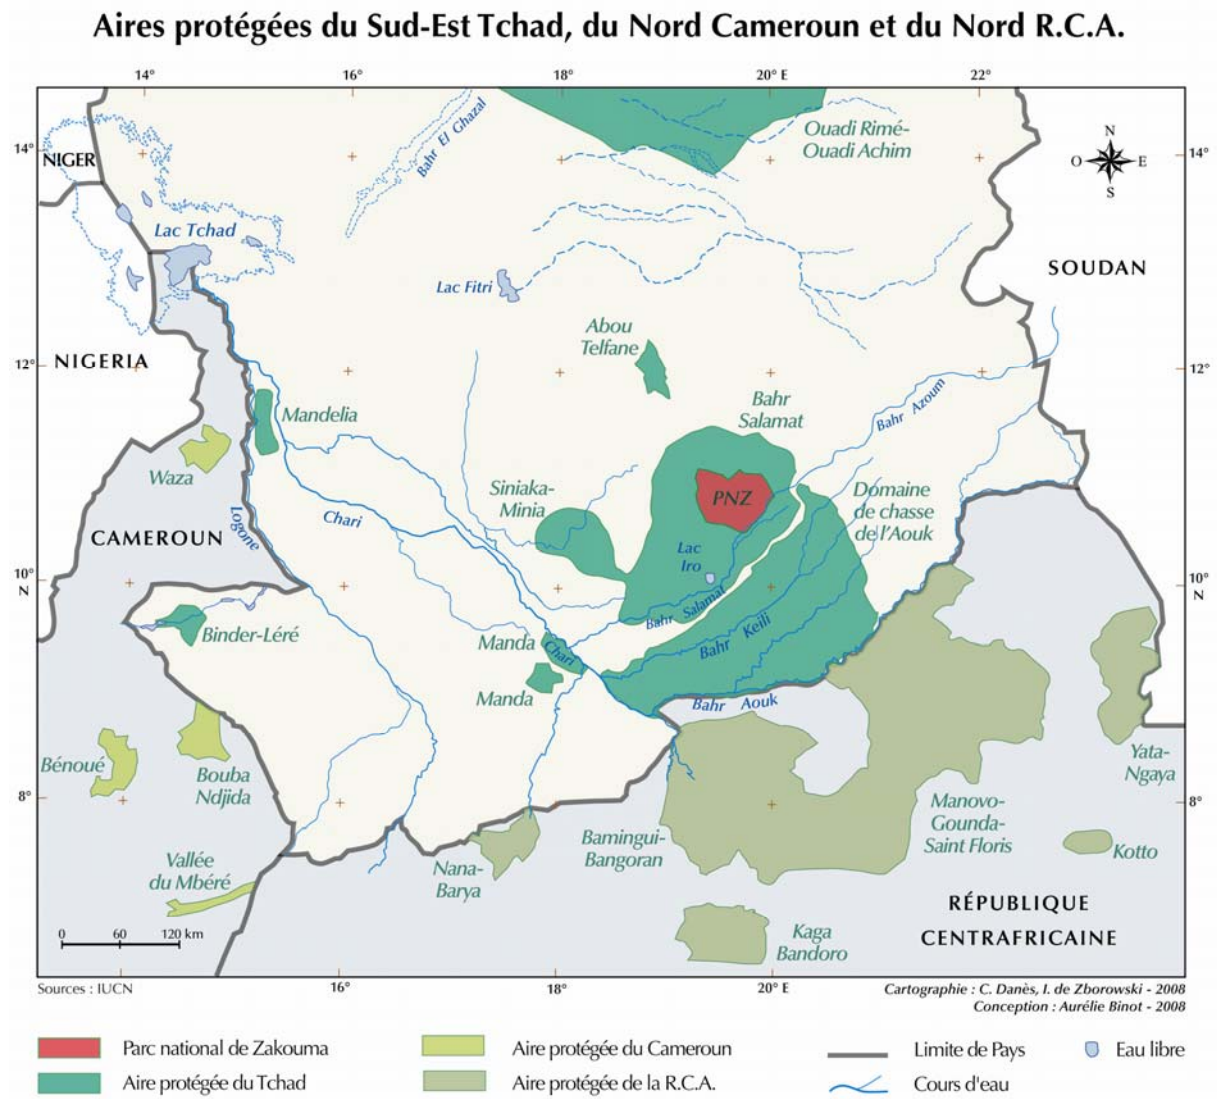 Aires protégées du Sud-Est Tchad, du Nord Cameroun et du Nord R.C.A.
14°
16°
18°
20° E
22°
14°
14°
NIGER
Bahr El Ghazal
Ouadi Rimé-
Ouadi Achim
N
O
E
S
Lac Tchad
SOUDAN
Lac Fitri
Abou
Telfane
NIGERIA
12°
12°
Bahr
Salamat
Bahr Azoum
Mandelia
Waza
Siniaka-
Minia
PNZ
Domaine
de chasse
de l'Aouk
Logone
Chari
CAMEROUN
Lac
Iro
10°
N
10°
N
Bahr Salamat
Binder-Léré
Bahr Keili
Manda
Chari
Manda
Bahr Aouk
Bénoué
Bouba
Ndjida
Yata-
Ngaya
8°
8°
Manovo-
Gounda-
Saint Floris
Bamingui-
Bangoran
Kotto
Vallée
du Mbéré
Nana-
Barya
RÉPUBLIQUE
CENTRAFRICAINE
Kaga
Bandoro
0 60 120 km
16°
18°
20° E
Sources : IUCN
Cartographie : C. Danès, I. de Zborowski - 2008
Conception : Aurélie Binot - 2008
Parc national de Zakouma
Aire protégée du Cameroun
Limite de Pays
Eau libre
Aire protégée du Tchad
Aire protégée de la R.C.A.
Cours d'eau